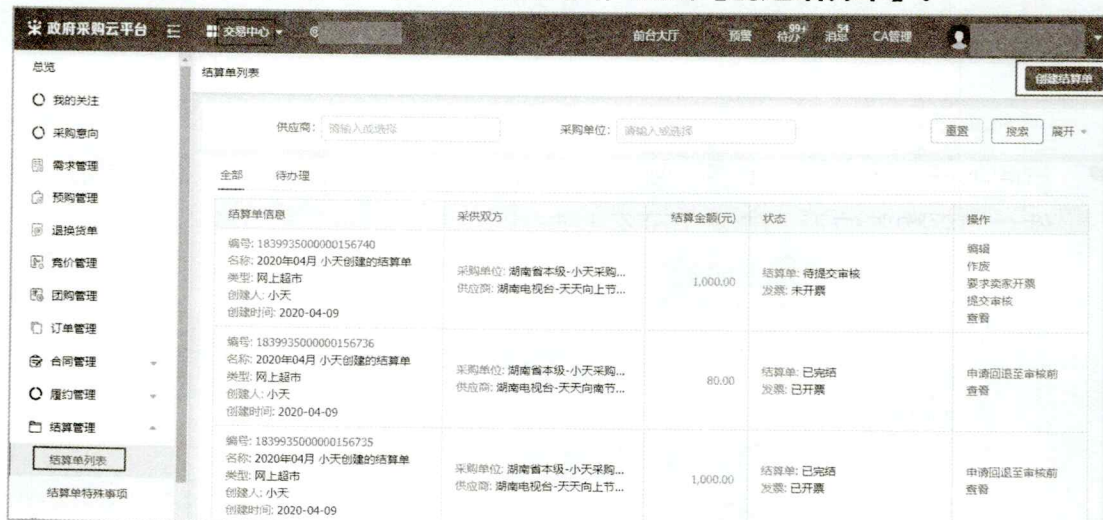 政府采购云平台
交易中心
前台大厅
预警
待办
99+
消息
54
CA管理
总览
我的关注
采购意向
需求管理
预购管理
退换货单
竞价管理
团购管理
订单管理
合同管理
履约管理
结算管理
结算单列表
结算单特殊事项
结算单列表
创建结算单
供应商: 请输入或选择
采购单位: 请输入或选择
重置
搜索
展开
全部
待办理
结算单信息
采供双方
结算金额(元)
状态
操作
编号: 1839935000000156740
名称: 2020年04月 小天创建的结算单
类型: 网上超市
创建人: 小天
创建时间: 2020-04-09
采购单位: 湖南省本级-小天采购...
供应商: 湖南电视台-天天向上节...
1,000.00
结算单: 待提交审核
发票: 未开票
编辑
作废
要求卖家开票
提交审核
查看
编号: 1839935000000156736
名称: 2020年04月 小天创建的结算单
类型: 网上超市
创建人: 小天
创建时间: 2020-04-09
采购单位: 湖南省本级-小天采购...
供应商: 湖南电视台-天天向南节...
80.00
结算单: 已完结
发票: 已开票
申请回退至审核前
查看
编号: 1839935000000156735
名称: 2020年04月 小天创建的结算单
类型: 网上超市
创建人: 小天
创建时间: 2020-04-09
采购单位: 湖南省本级-小天采购...
供应商: 湖南电视台-天天向上节...
1,000.00
结算单: 已完结
发票: 已开票
申请回退至审核前
查看